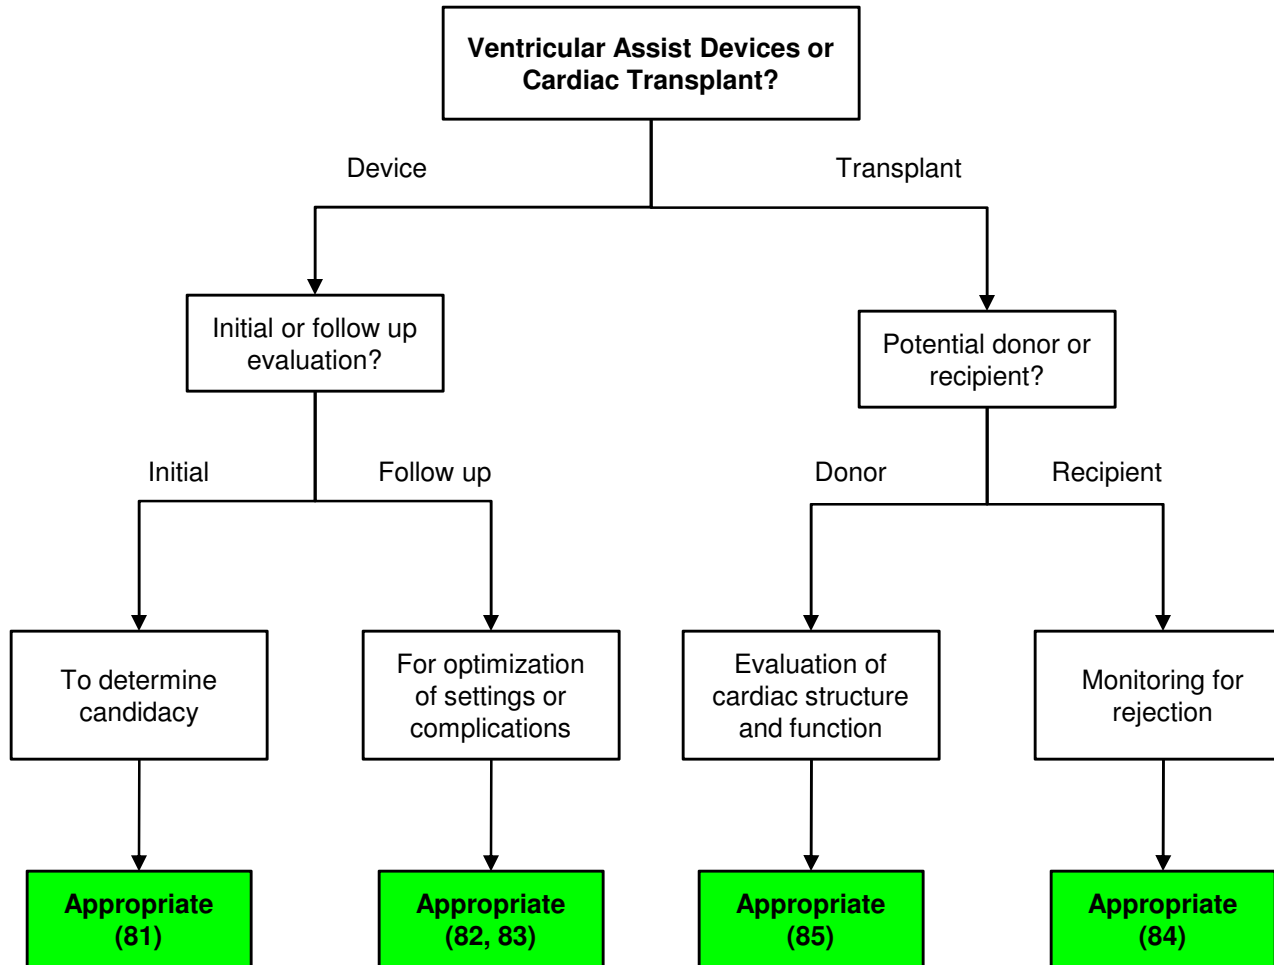 Ventricular Assist Devices or
Cardiac Transplant?
Device
Transplant
Initial or follow up
evaluation?
Potential donor or
recipient?
Initial
Follow up
Donor
Recipient
To determine
candidacy
For optimization
of settings or
complications
Evaluation of
cardiac structure
and function
Monitoring for
rejection
Appropriate
(81)
Appropriate
(82, 83)
Appropriate
(85)
Appropriate
(84)